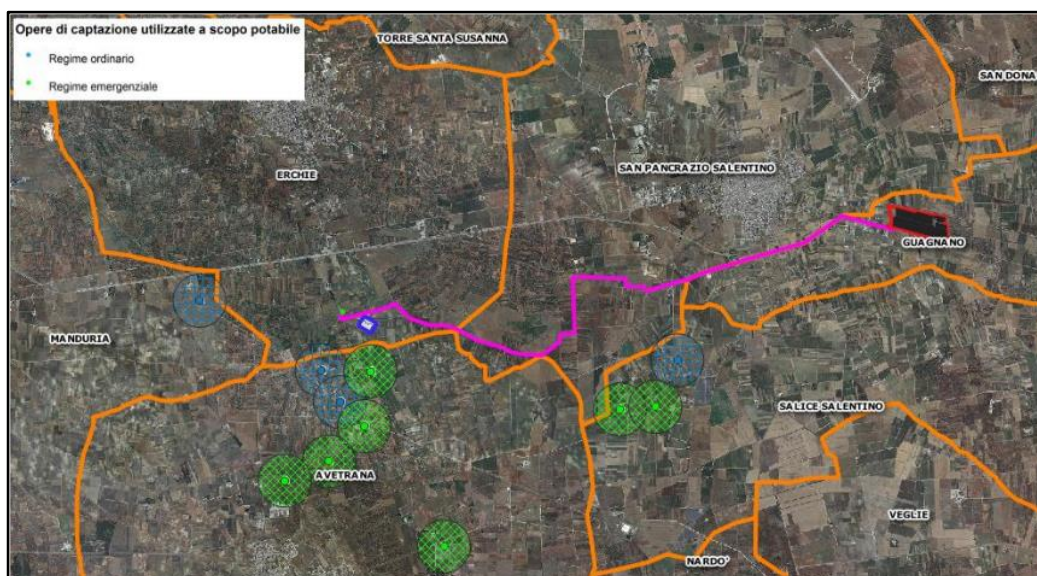 Opere di captazione utilizzate a scopo potabile
Regime ordinario
Regime emergenziale
TORRE SANTA SUSANNA
SAN DONA
ERCHIE
SAN PANCRAZIO SALENTINO
GUAGNANO
MANDURIA
SALICE SALENTINO
AVETRANA
VEGLIE
NARDO'